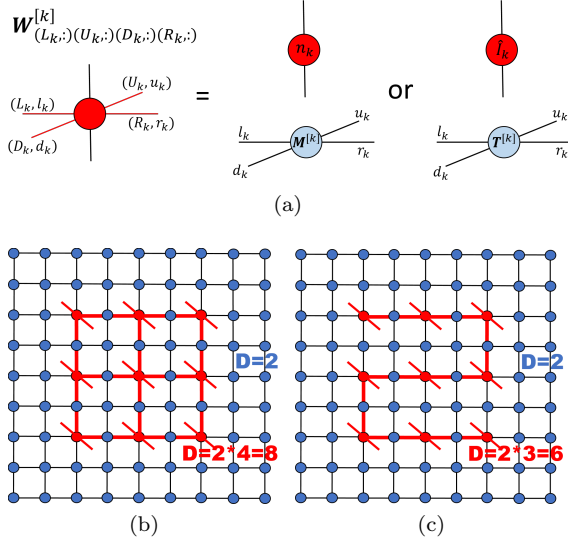 W^{[k]}_{(L_k,:)(U_k,:)(D_k,:)(R_k,:)}
n_k
Î_k
(U_k, u_k)
(L_k, l_k)
(R_k, r_k)
(D_k, d_k)
=
or
l_k
u_k
M^{[k]}
r_k
d_k
l_k
u_k
T^{[k]}
r_k
d_k
(a)
D=2
D=2*4=8
(b)
D=2
D=2*3=6
(c)